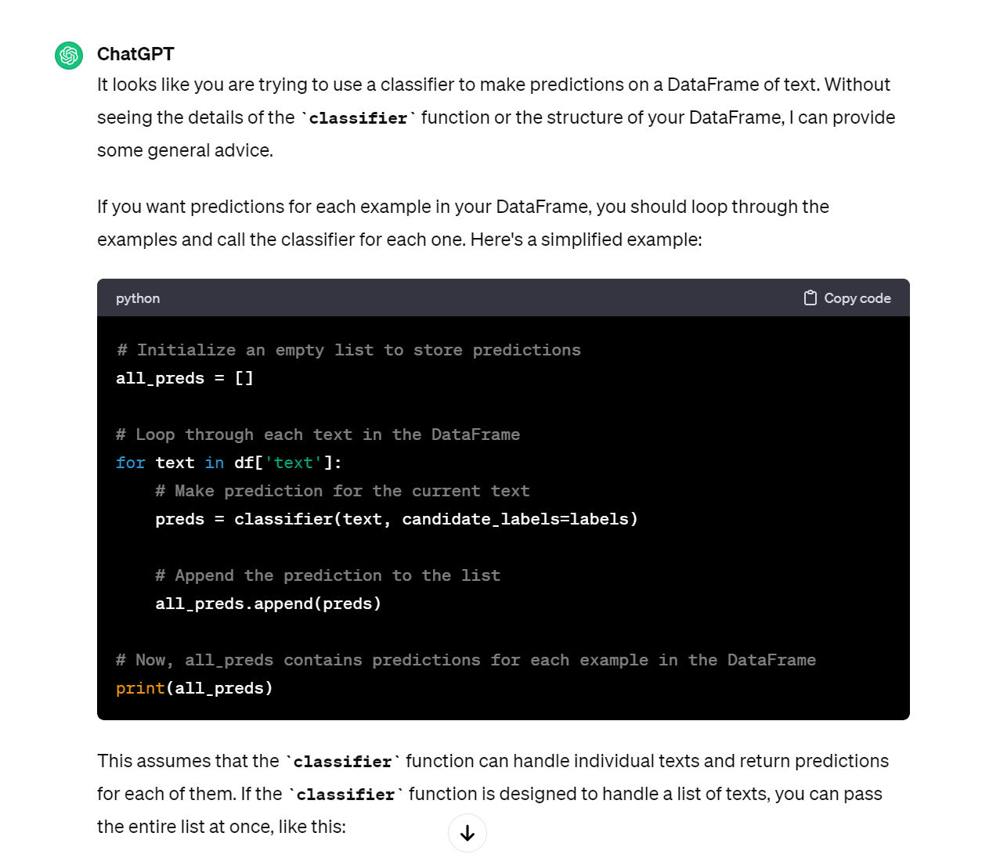 ChatGPT
It looks like you are trying to use a classifier to make predictions on a DataFrame of text. Without
seeing the details of the `classifier` function or the structure of your DataFrame, I can provide
some general advice.
If you want predictions for each example in your DataFrame, you should loop through the
examples and call the classifier for each one. Here's a simplified example:
python
Copy code
# Initialize an empty list to store predictions
all_preds = []
# Loop through each text in the DataFrame
for text in df['text']:
    # Make prediction for the current text
    preds = classifier(text, candidate_labels=labels)
    # Append the prediction to the list
    all_preds.append(preds)
# Now, all_preds contains predictions for each example in the DataFrame
print(all_preds)
This assumes that the `classifier` function can handle individual texts and return predictions
for each of them. If the `classifier` function is designed to handle a list of texts, you can pass
the entire list at once, like this: